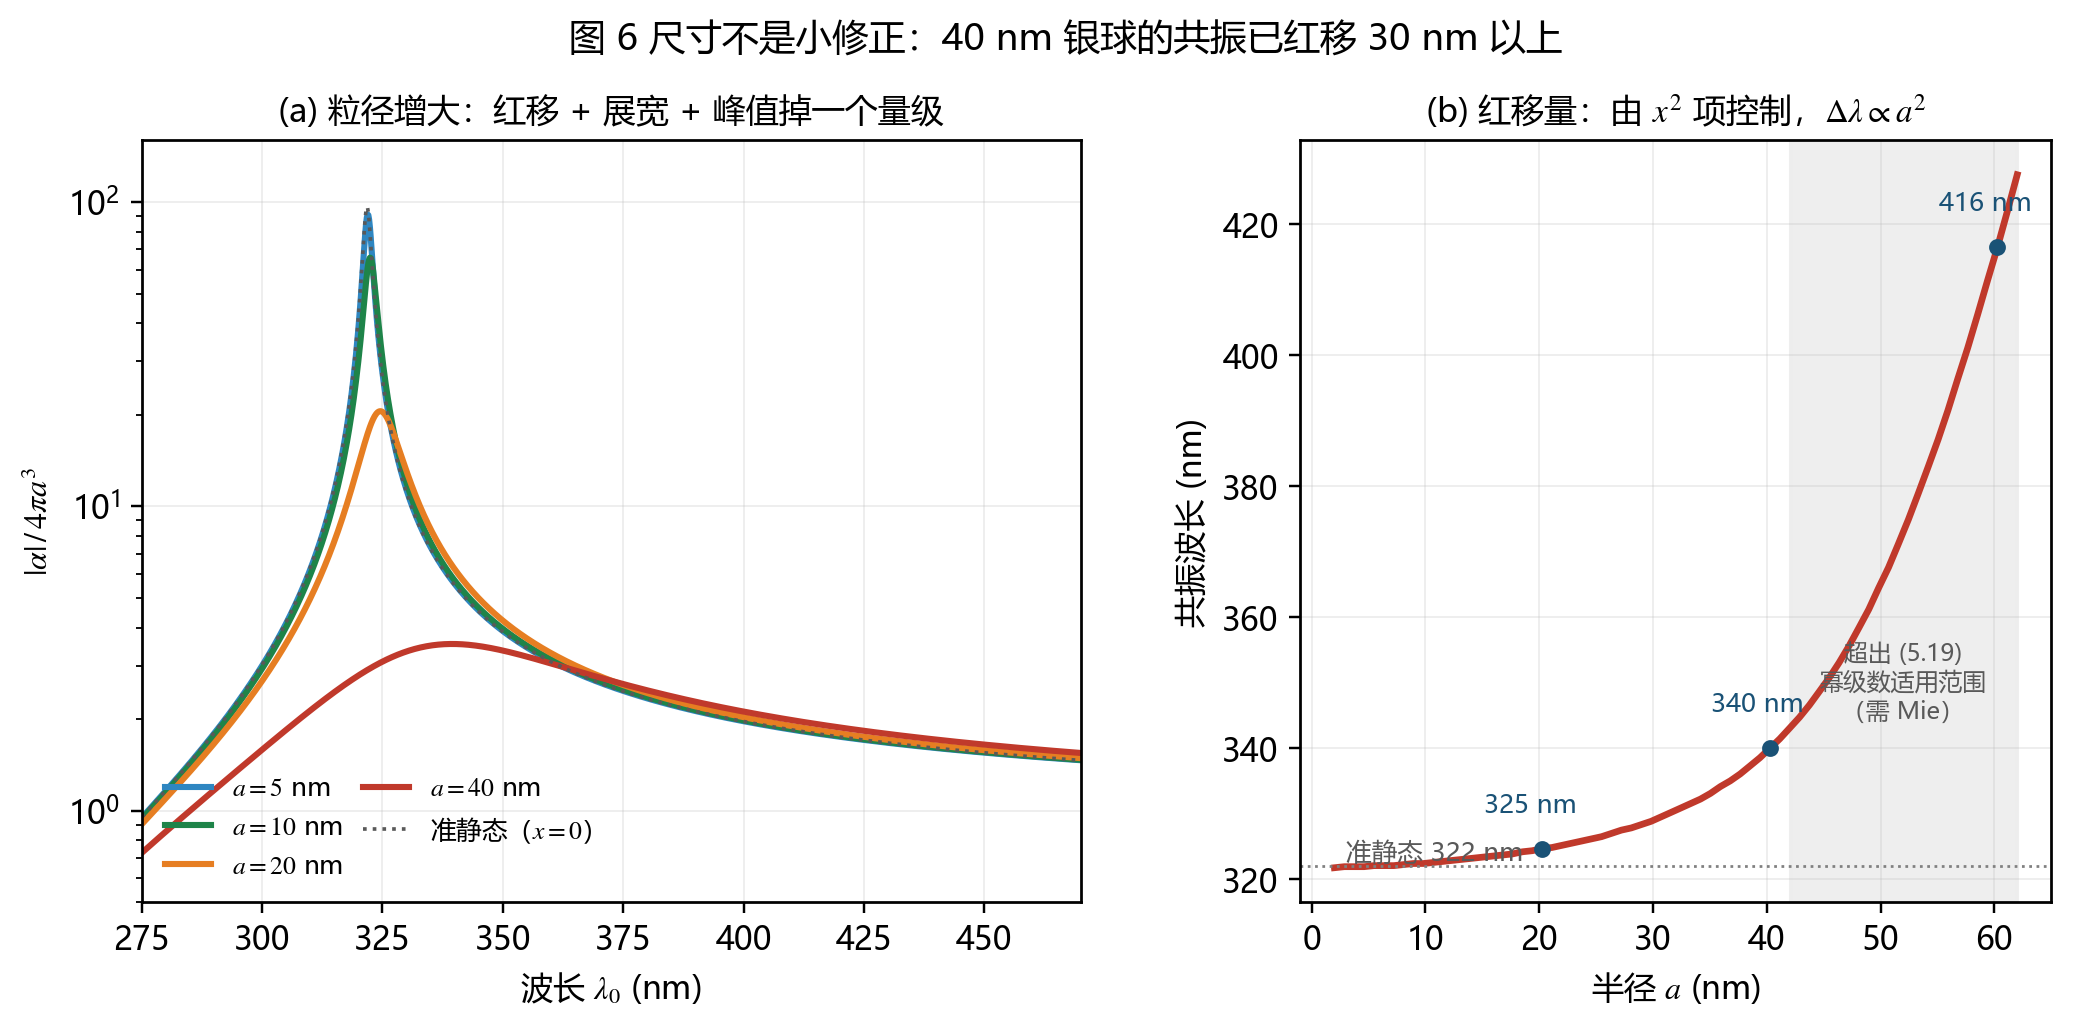 图 6 尺寸不是小修正：40 nm 银球的共振已红移 30 nm 以上
(a) 粒径增大：红移 + 展宽 + 峰值掉一个量级
|α| / 4πa³
10²
10¹
10⁰
a = 5 nm
a = 10 nm
a = 20 nm
a = 40 nm
准静态（x = 0）
275 300 325 350 375 400 425 450
波长 λ₀ (nm)
(b) 红移量：由 x² 项控制，Δλ ∝ a²
共振波长 (nm)
420
400
380
360
340
320
416 nm
超出 (5.19)
幂级数适用范围
（需 Mie）
340 nm
325 nm
准静态 322 nm
0 10 20 30 40 50 60
半径 a (nm)